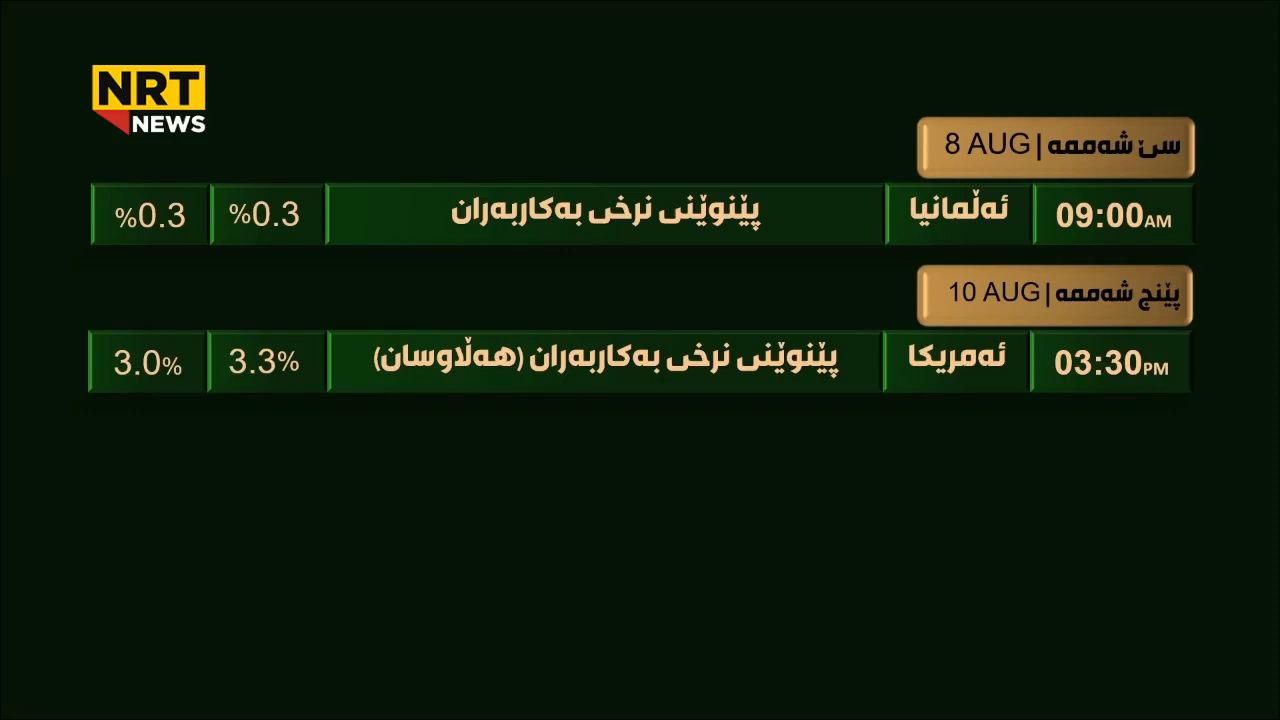 NRT
NEWS
سێ شەممە | 8 AUG
09:00AM ئەڵمانیا پێنوێنی نرخی بەکاربەران %0.3 %0.3
پێنج شەممە | 10 AUG
03:30PM ئەمریکا پێنوێنی نرخی بەکاربەران (هەڵاوسان) 3.3% 3.0%